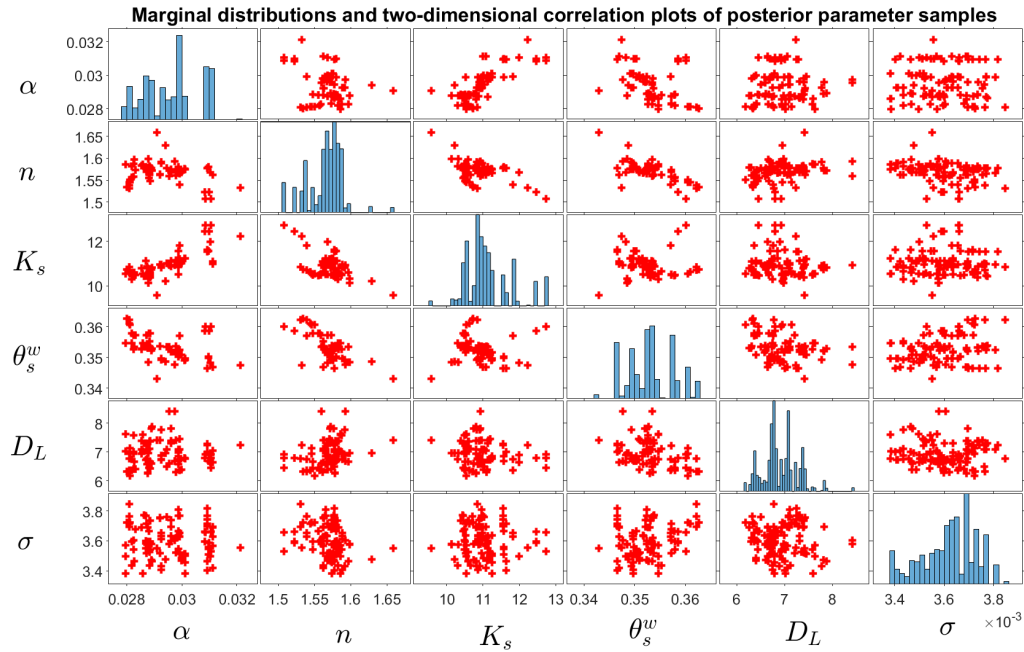 Marginal distributions and two-dimensional correlation plots of posterior parameter samples
α
0.032
0.03
0.028
n
1.65
1.6
1.55
1.5
K_s
12
10
θ_s^w
0.36
0.35
0.34
D_L
8
7
6
σ
3.8
3.6
3.4
0.028 0.03 0.032
1.5 1.55 1.6 1.65
10 11 12 13
0.34 0.35 0.36
6 7 8
3.4 3.6 3.8
×10⁻³
α n K_s θ_s^w D_L σ